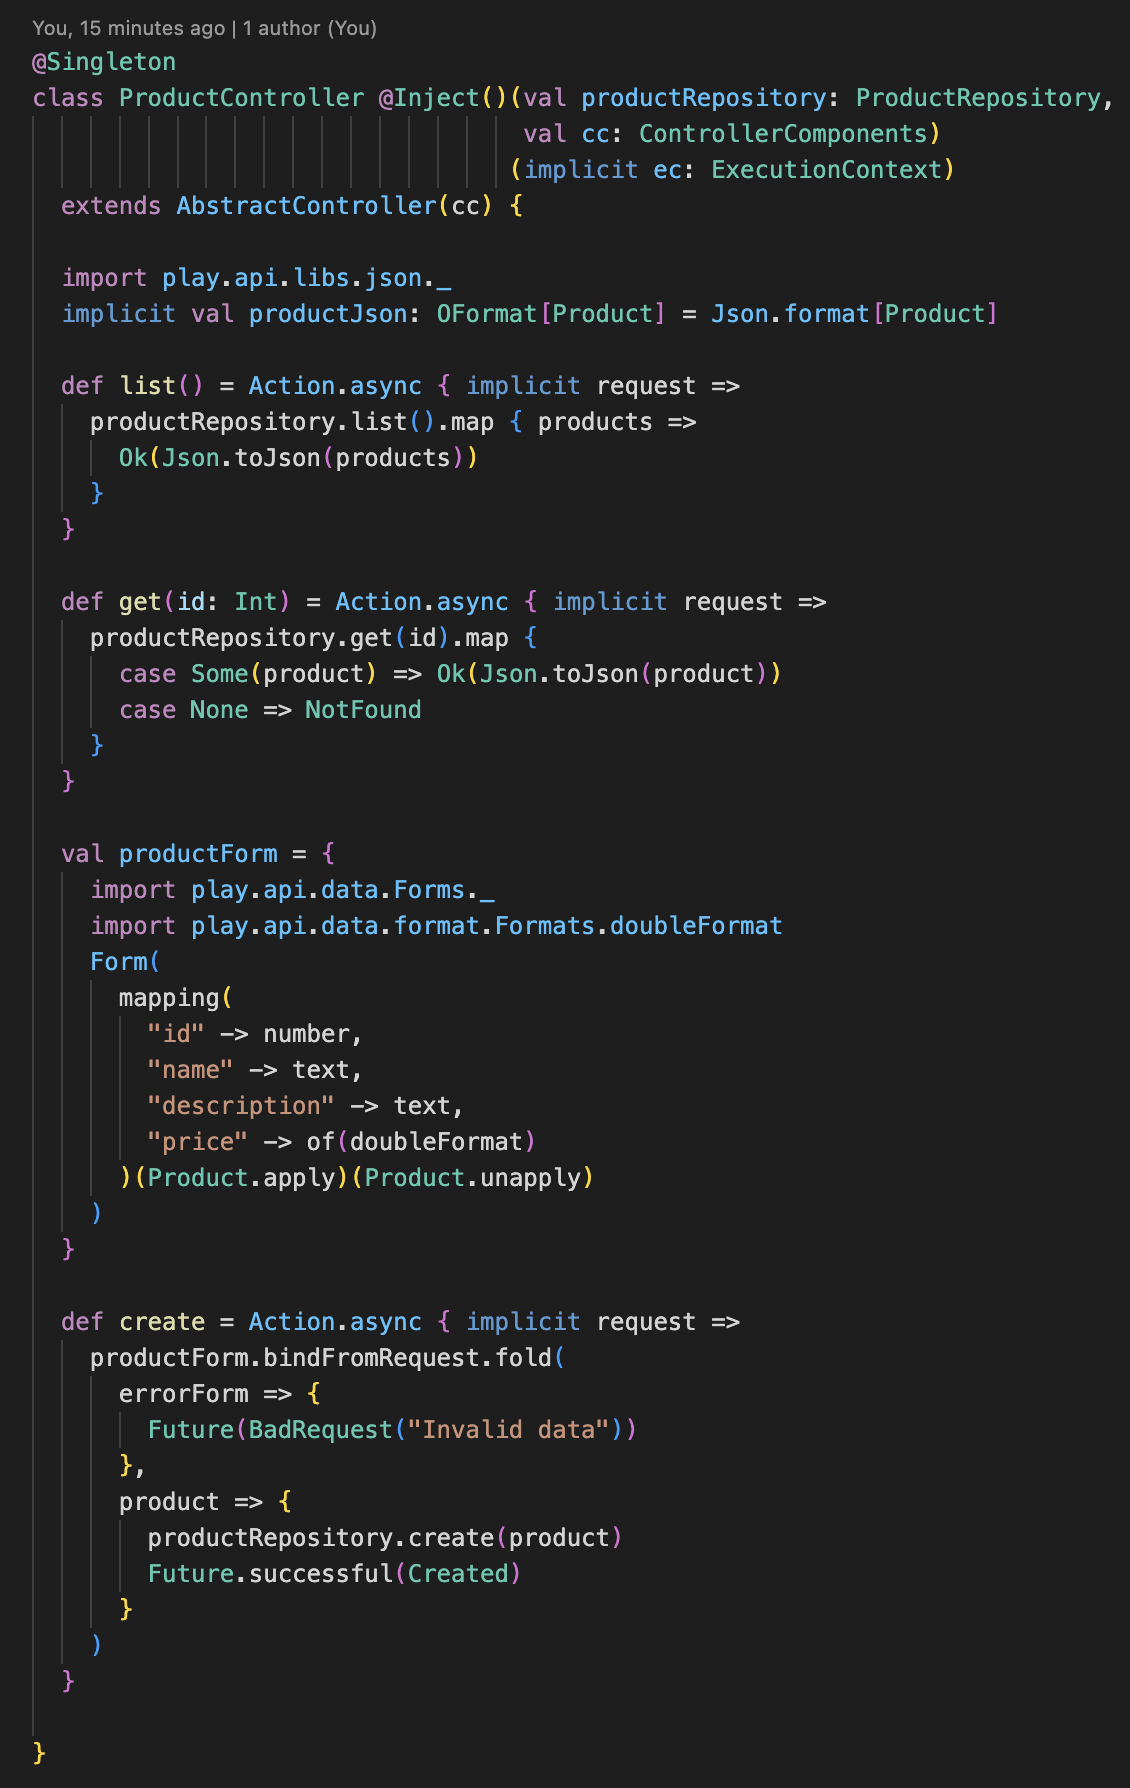 You, 15 minutes ago | 1 author (You)
@Singleton
class ProductController @Inject()(val productRepository: ProductRepository,
                                  val cc: ControllerComponents)
                                 (implicit ec: ExecutionContext)
  extends AbstractController(cc) {

  import play.api.libs.json._
  implicit val productJson: OFormat[Product] = Json.format[Product]

  def list() = Action.async { implicit request =>
    productRepository.list().map { products =>
      Ok(Json.toJson(products))
    }
  }

  def get(id: Int) = Action.async { implicit request =>
    productRepository.get(id).map {
      case Some(product) => Ok(Json.toJson(product))
      case None => NotFound
    }
  }

  val productForm = {
    import play.api.data.Forms._
    import play.api.data.format.Formats.doubleFormat
    Form(
      mapping(
        "id" -> number,
        "name" -> text,
        "description" -> text,
        "price" -> of(doubleFormat)
      )(Product.apply)(Product.unapply)
    )
  }

  def create = Action.async { implicit request =>
    productForm.bindFromRequest.fold(
      errorForm => {
        Future(BadRequest("Invalid data"))
      },
      product => {
        productRepository.create(product)
        Future.successful(Created)
      }
    )
  }

}